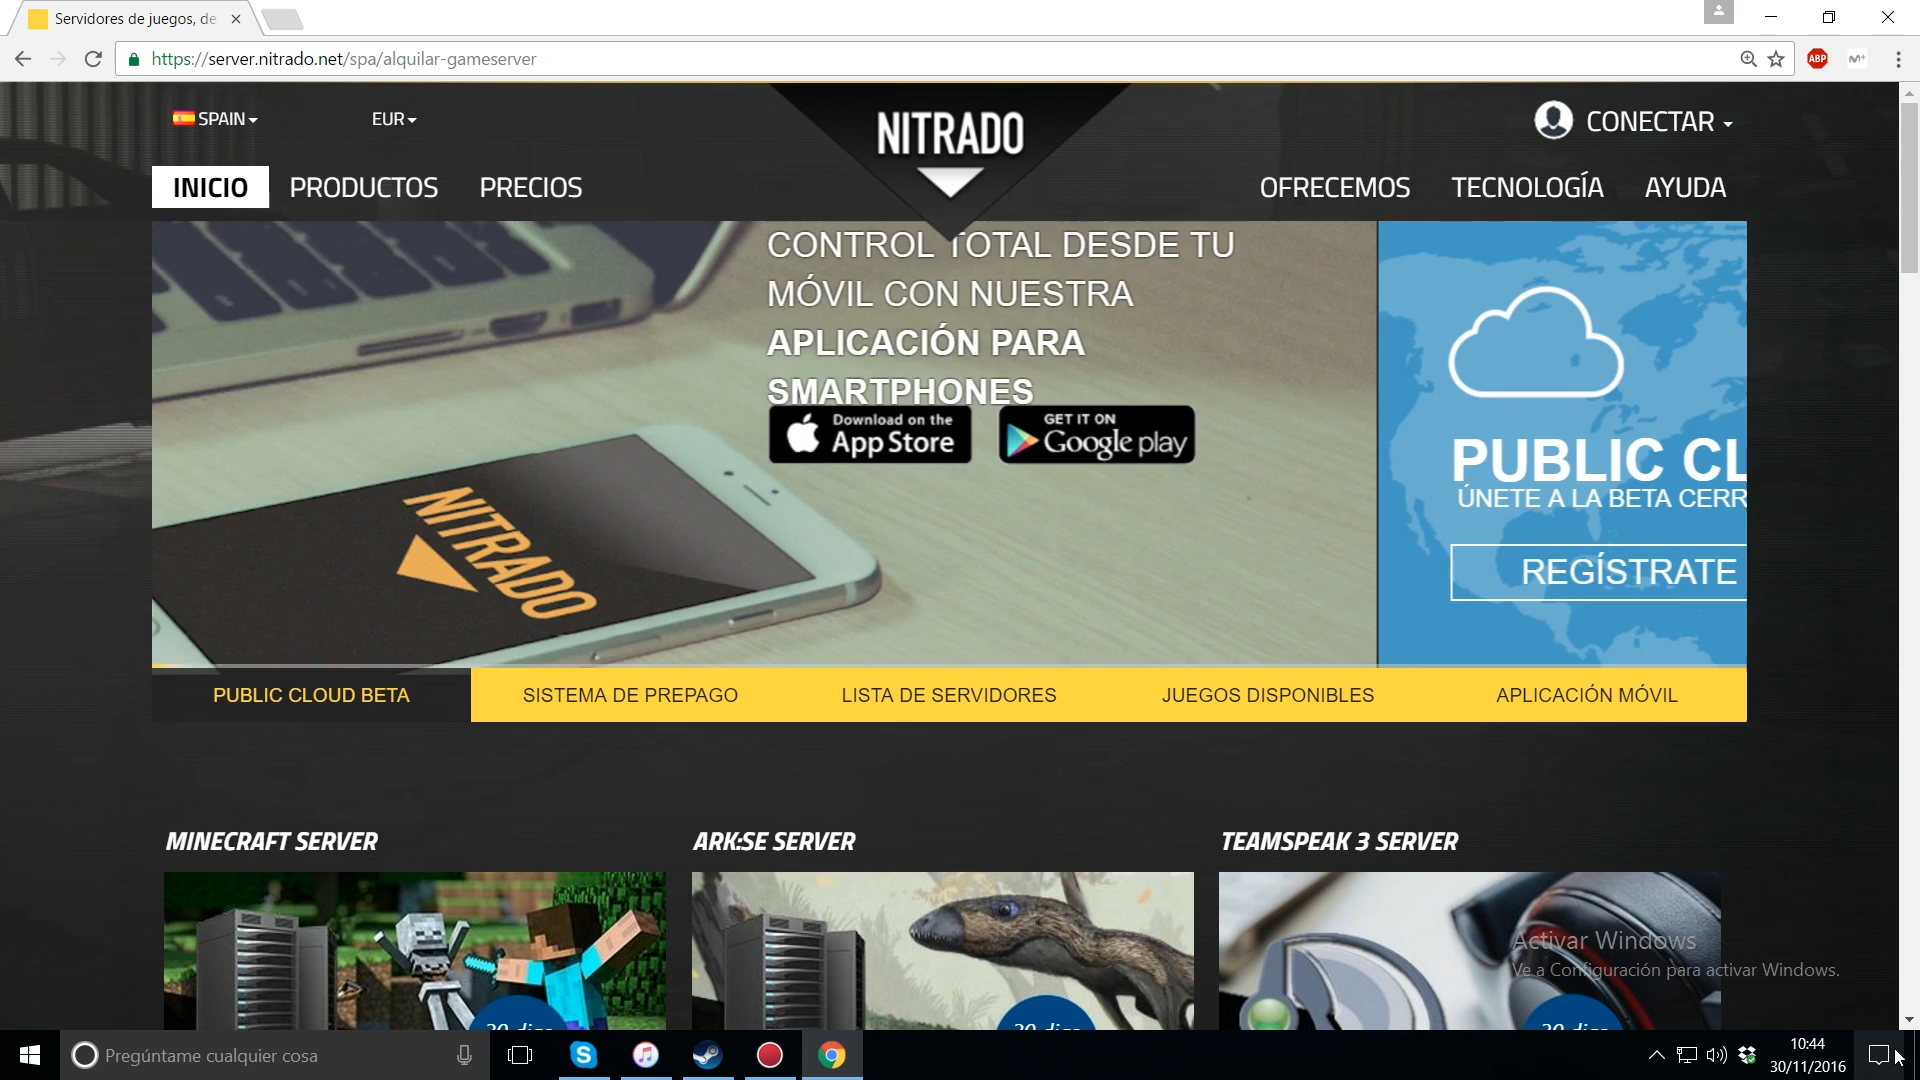 Servidores de juegos, de
https://server.nitrado.net/spa/alquilar-gameserver
ABP
M+
SPAIN
EUR
NITRADO
CONECTAR
INICIO
PRODUCTOS
PRECIOS
OFRECEMOS
TECNOLOGÍA
AYUDA
CONTROL TOTAL DESDE TU
MÓVIL CON NUESTRA
APLICACIÓN PARA
SMARTPHONES
Download on the
App Store
GET IT ON
Google play
NITRADO
PUBLIC CL
ÚNETE A LA BETA CERR
REGÍSTRATE
PUBLIC CLOUD BETA
SISTEMA DE PREPAGO
LISTA DE SERVIDORES
JUEGOS DISPONIBLES
APLICACIÓN MÓVIL
MINECRAFT SERVER
ARK:SE SERVER
TEAMSPEAK 3 SERVER
Activar Windows
Ve a Configuración para activar Windows.
Pregúntame cualquier cosa
10:44
30/11/2016